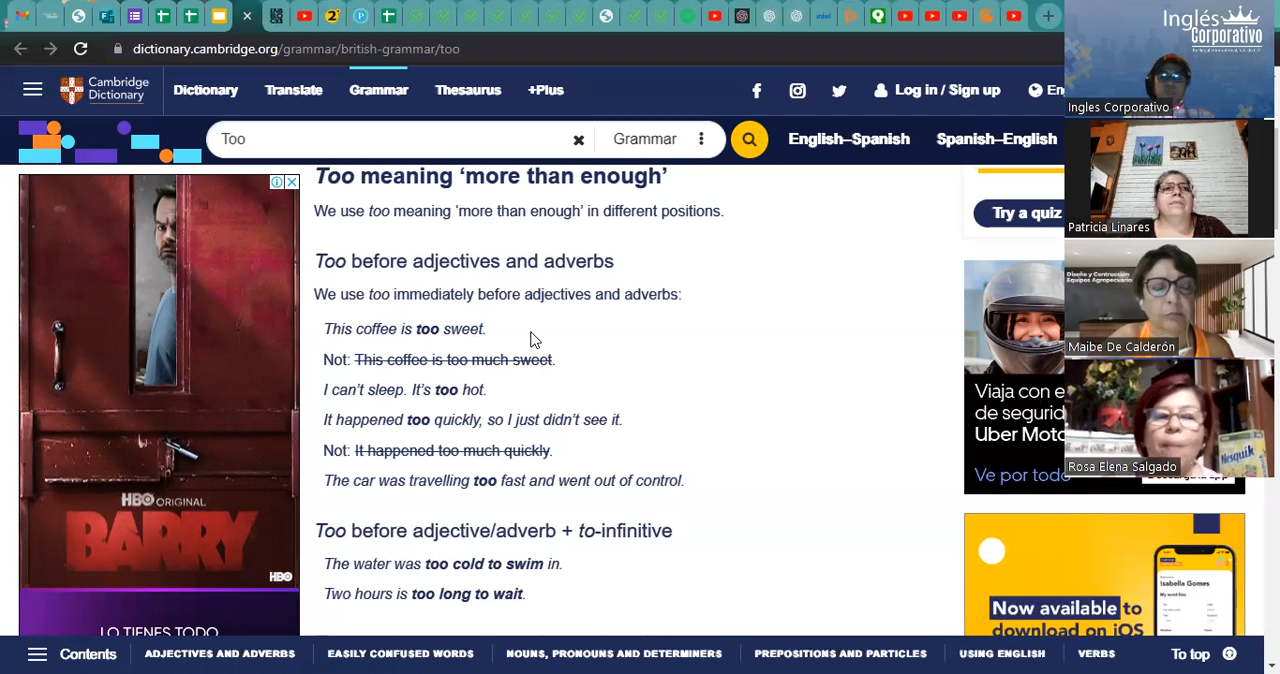 dictionary.cambridge.org/grammar/british-grammar/too
Cambridge
Dictionary
Dictionary
Translate
Grammar
Thesaurus
+Plus
Log in / Sign up
En
Too
Grammar
English–Spanish
Spanish–English
Too meaning ‘more than enough’
We use too meaning ‘more than enough’ in different positions.
Too before adjectives and adverbs
We use too immediately before adjectives and adverbs:
This coffee is too sweet.
Not: This coffee is too much sweet.
I can’t sleep. It’s too hot.
It happened too quickly, so I just didn’t see it.
Not: It happened too much quickly.
The car was travelling too fast and went out of control.
Too before adjective/adverb + to-infinitive
The water was too cold to swim in.
Two hours is too long to wait.
HBO ORIGINAL
BARRY
HBO
LO TIENES TODO
Try a quiz
Viaja con e
de segurid
Uber Moto
Ve por todo
Now available to
download on iOS
Isabella Gomes
Inglés
Corporativo
Ingles Corporativo
Patricia Linares
Diseño y Contrucción
Equipos Agropecuario
Maibe De Calderón
Nesquik
Rosa Elena Salgado
Contents
ADJECTIVES AND ADVERBS
EASILY CONFUSED WORDS
NOUNS, PRONOUNS AND DETERMINERS
PREPOSITIONS AND PARTICLES
USING ENGLISH
VERBS
To top